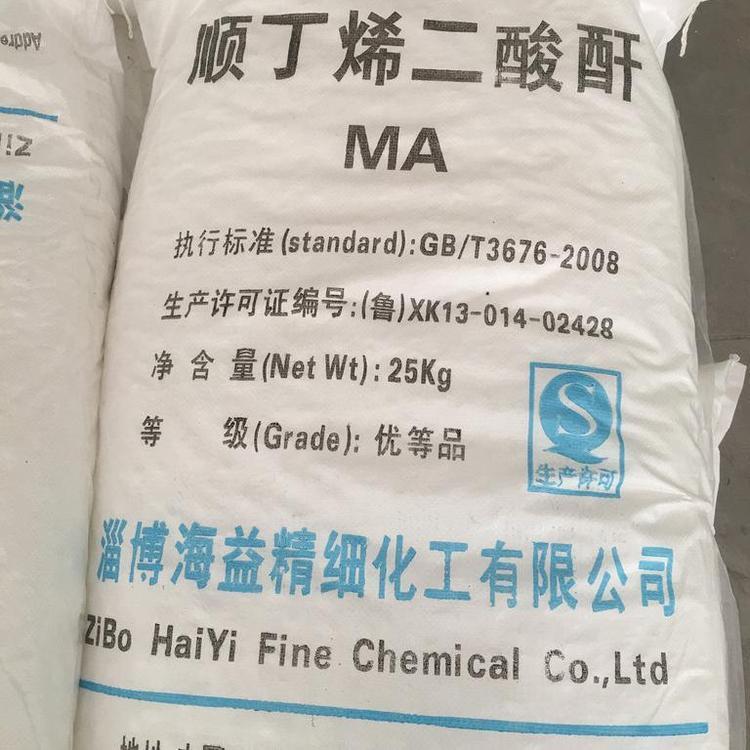 顺丁烯二酸酐
MA
执行标准(standard):GB/T3676-2008
生产许可证编号:(鲁)XK13-014-02428
净含量(Net Wt):25Kg
等级(Grade):优等品
S
生产许可
淄博海益精细化工有限公司
ZiBo HaiYi Fine Chemical Co.,Ltd